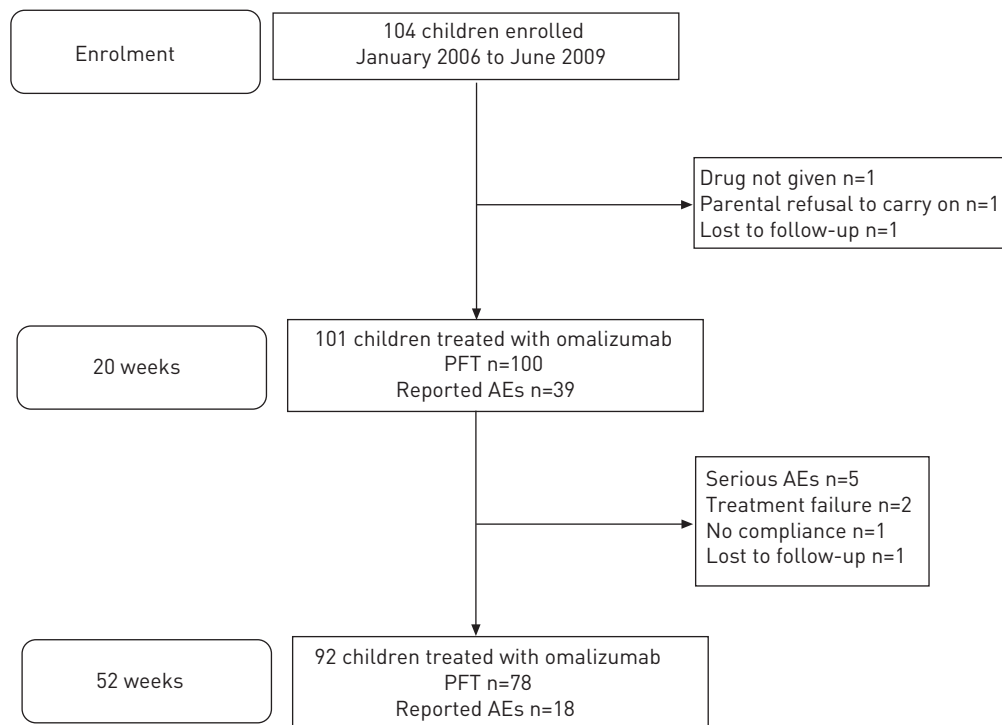 Enrolment
104 children enrolled
January 2006 to June 2009
Drug not given n=1
Parental refusal to carry on n=1
Lost to follow-up n=1
20 weeks
101 children treated with omalizumab
PFT n=100
Reported AEs n=39
Serious AEs n=5
Treatment failure n=2
No compliance n=1
Lost to follow-up n=1
52 weeks
92 children treated with omalizumab
PFT n=78
Reported AEs n=18